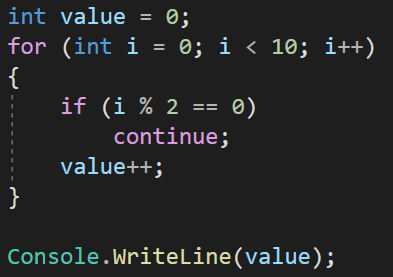 int value = 0;
for (int i = 0; i < 10; i++)
{
    if (i % 2 == 0)
        continue;
    value++;
}

Console.WriteLine(value);